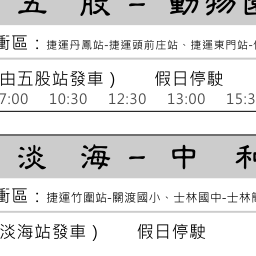 五 股 – 動物園
衝區：捷運丹鳳站-捷運頭前庄站、捷運東門站-
由五股站發車） 假日停駛
7:00 10:30 12:30 13:00 15:3
淡 海 – 中 和
衝區：捷運竹圍站-關渡國小、士林國中-士林
淡海站發車） 假日停駛